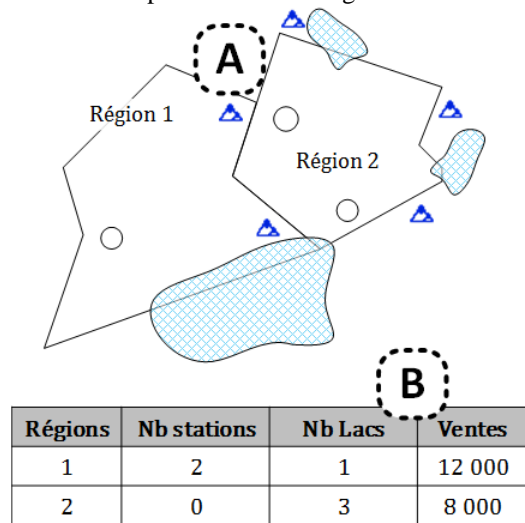 A
Région 1
Région 2
B
Régions Nb stations Nb Lacs Ventes
1 2 1 12 000
2 0 3 8 000